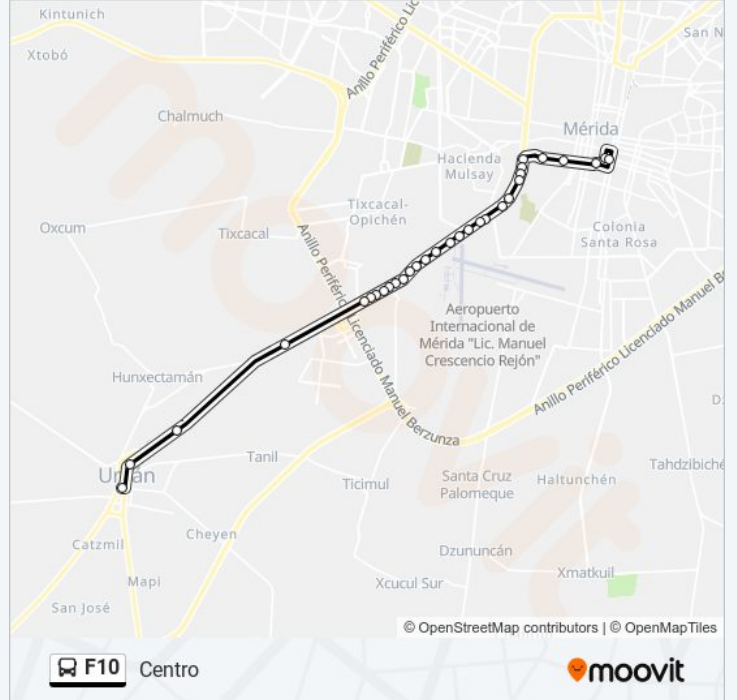 Kintunich
Xtobó
Anillo Periférico Lic
San N
Chalmuch
Mérida
Hacienda
Mulsay
Tixcacal-
Opichén
Oxcum
Tixcacal
Colonia
Santa Rosa
Anillo Periférico Licenciado Manuel Berzunza
Aeropuerto
Internacional de
Mérida "Lic. Manuel
Crescencio Rejón"
Anillo Periférico Licenciado Manuel Be
Hunxectamán
D
Umán
Tanil
Ticimul
Santa Cruz
Palomeque
Haltunchén
Tahdzibiché
Catzmil
Cheyen
Dzununcán
Mapi
Xcucul Sur
Xmatkuil
San José
moovit
© OpenStreetMap contributors | © OpenMapTiles
F10 Centro
moovit